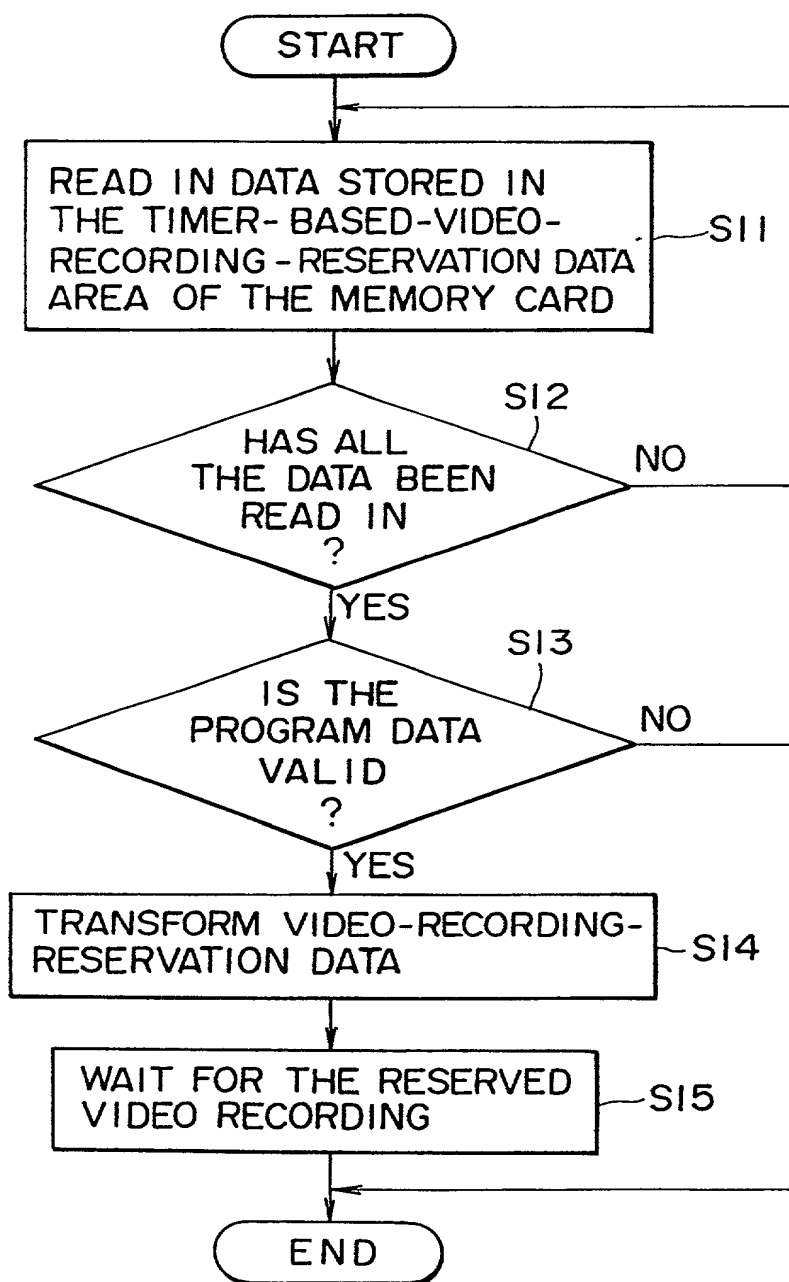 START
READ IN DATA STORED IN
THE TIMER-BASED-VIDEO-
RECORDING-RESERVATION DATA
AREA OF THE MEMORY CARD
S11
S12
HAS ALL
THE DATA BEEN
READ IN
?
NO
YES
S13
IS THE
PROGRAM DATA
VALID
?
NO
YES
TRANSFORM VIDEO-RECORDING-
RESERVATION DATA
S14
WAIT FOR THE RESERVED
VIDEO RECORDING
S15
END